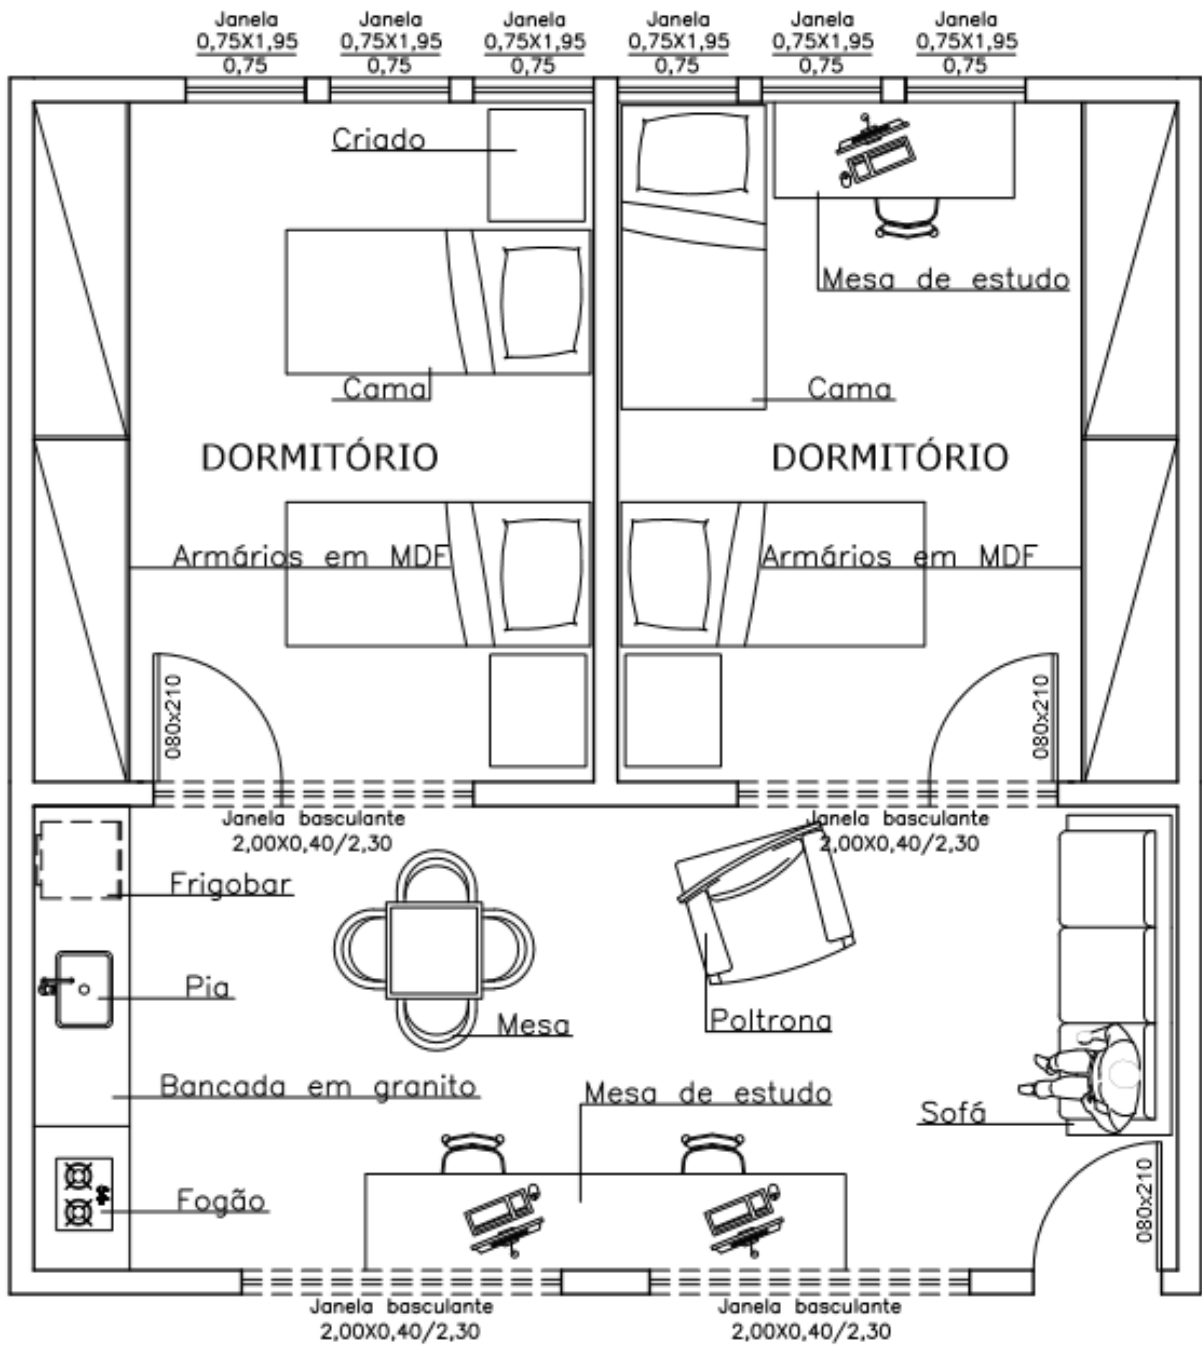 Janela
0,75X1,95
0,75
Janela
0,75X1,95
0,75
Janela
0,75X1,95
0,75
Janela
0,75X1,95
0,75
Janela
0,75X1,95
0,75
Janela
0,75X1,95
0,75
Criado
Mesa de estudo
Cama
Cama
DORMITÓRIO
DORMITÓRIO
Armários em MDF
Armários em MDF
080x210
080x210
Janela basculante
2,00X0,40/2,30
Janela basculante
2,00X0,40/2,30
Frigobar
Pia
Mesa
Poltrona
Bancada em granito
Mesa de estudo
Sofá
Fogão
080x210
Janela basculante
2,00X0,40/2,30
Janela basculante
2,00X0,40/2,30